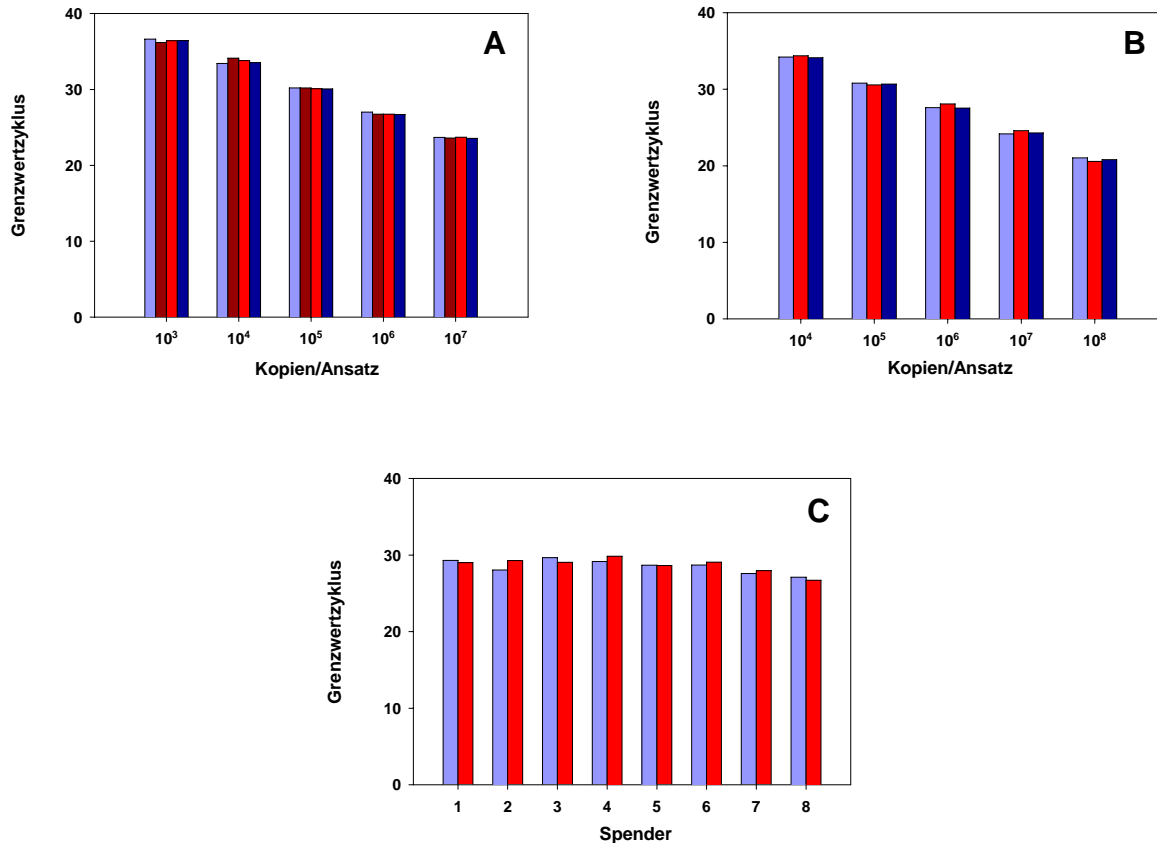 A
40
30
20
10
0
Grenzwertzyklus
10³ 10⁴ 10⁵ 10⁶ 10⁷
Kopien/Ansatz
B
40
30
20
10
0
Grenzwertzyklus
10⁴ 10⁵ 10⁶ 10⁷ 10⁸
Kopien/Ansatz
C
40
30
20
10
0
Grenzwertzyklus
1 2 3 4 5 6 7 8
Spender